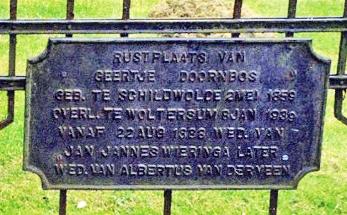 RUSTPLAATS VAN
GEERTJE DOORNBOS
GEB. TE SCHILDWOLDE 2 MEI 1859
OVERL. TE WOLTERSUM 6 JAN 1939
VANAF 22 AUG 1888 WED. VAN
JAN JANNES WIERINGA LATER
WED. VAN ALBERTUS VAN DER VEEN